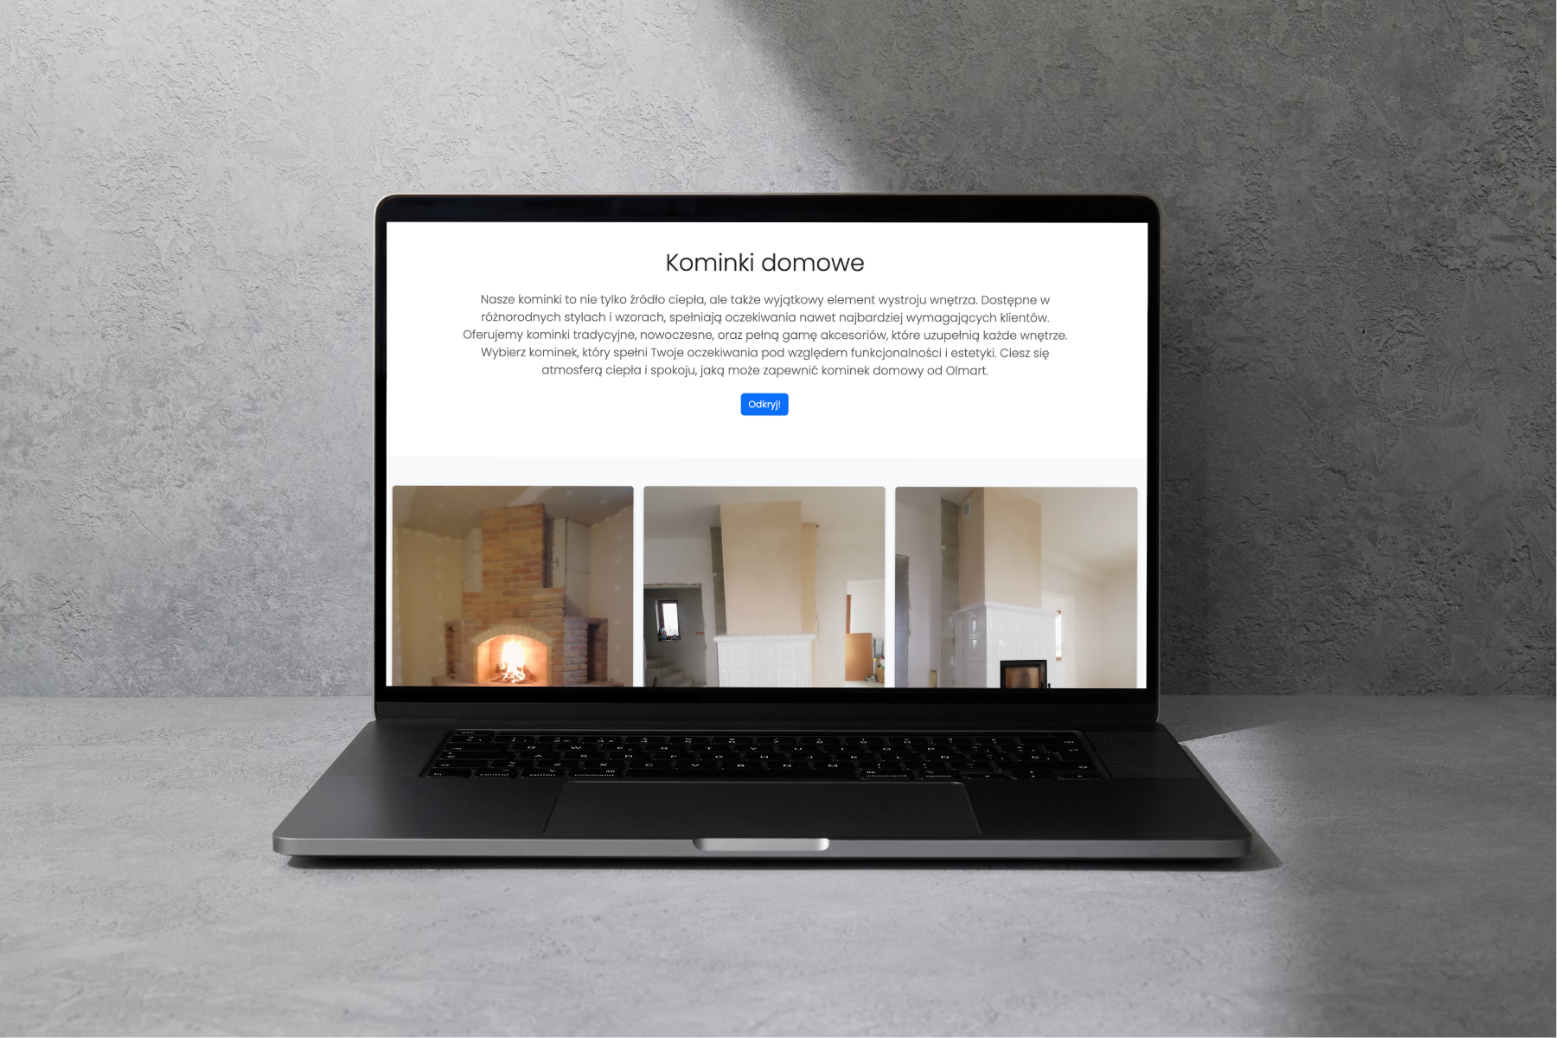 Kominki domowe
Nasze kominki to nie tylko źródło ciepła, ale także wyjątkowy element wystroju wnętrza. Dostępne w
różnorodnych stylach i wzorach, spełniają oczekiwania nawet najbardziej wymagających klientów.
Oferujemy kominki tradycyjne, nowoczesne, oraz pełną gamę akcesoriów, które uzupełnią każde wnętrze.
Wybierz kominek, który spełni Twoje oczekiwania pod względem funkcjonalności i estetyki. Ciesz się
atmosferą ciepła i spokoju, jaką może zapewnić kominek domowy od Olmart.
Odkryj!